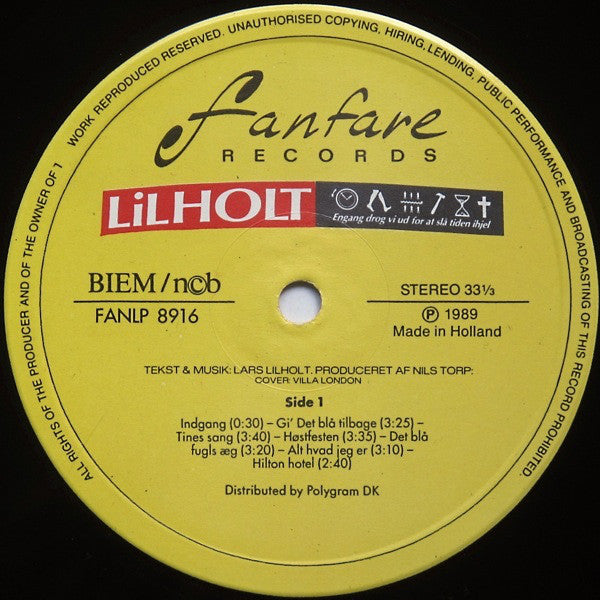 ALL RIGHTS OF THE PRODUCER AND OF THE OWNER OF 1 WORK REPRODUCED RESERVED. UNAUTHORISED COPYING, HIRING, LENDING, PUBLIC PERFORMANCE AND BROADCASTING OF THIS RECORD PROHIBITED.
fanfare
RECORDS
LiLHOLT
Engang drog vi ud for at slå tiden ihjel
BIEM/n©b
FANLP 8916
STEREO 33⅓
Ⓟ 1989
Made in Holland
TEKST & MUSIK: LARS LILHOLT. PRODUCERET AF NILS TORP:
COVER: VILLA LONDON
Side 1
Indgang (0:30) – Gi' Det blå tilbage (3:25) –
Tines sang (3:40) – Høstfesten (3:35) – Det blå
fugls æg (3:20) – Alt hvad jeg er (3:10) –
Hilton hotel (2:40)
Distributed by Polygram DK